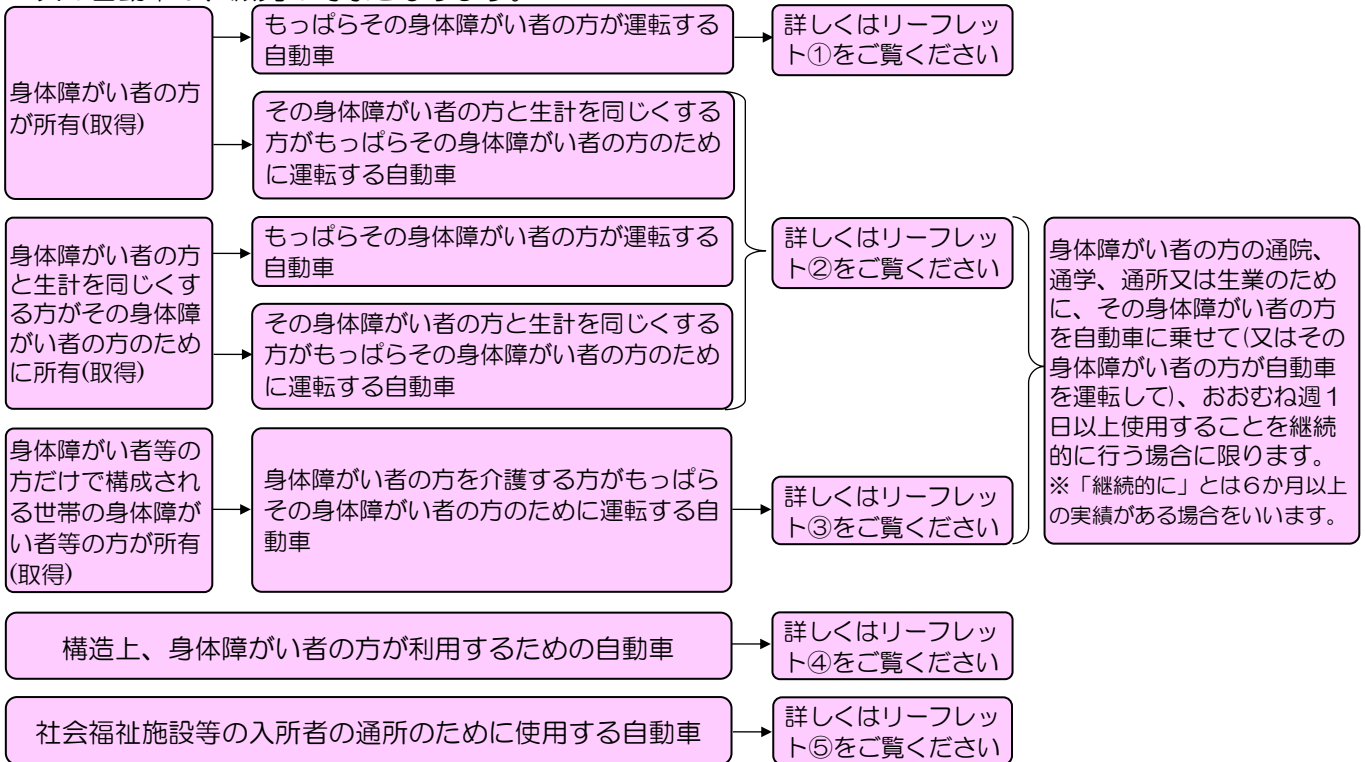 もっぱらその身体障がい者の方が運転する
自動車
詳しくはリーフレッ
ト①をご覧ください
身体障がい者の方
が所有(取得)
その身体障がい者の方と生計を同じくする
方がもっぱらその身体障がい者の方のため
に運転する自動車
身体障がい者の方
と生計を同じくす
る方がその身体障
がい者の方のため
に所有(取得)
もっぱらその身体障がい者の方が運転する
自動車
その身体障がい者の方と生計を同じくする
方がもっぱらその身体障がい者の方のため
に運転する自動車
詳しくはリーフレッ
ト②をご覧ください
身体障がい者の方の通院、
通学、通所又は生業のため
に、その身体障がい者の方
を自動車に乗せて(又はその
身体障がい者の方が自動車
を運転して)、おおむね週1
日以上使用することを継続
的に行う場合に限ります。
※「継続的に」とは6か月以上
の実績がある場合をいいます。
身体障がい者等の
方だけで構成され
る世帯の身体障が
い者等の方が所有
(取得)
身体障がい者の方を介護する方がもっぱら
その身体障がい者の方のために運転する自
動車
詳しくはリーフレッ
ト③をご覧ください
構造上、身体障がい者の方が利用するための自動車
詳しくはリーフレッ
ト④をご覧ください
社会福祉施設等の入所者の通所のために使用する自動車
詳しくはリーフレッ
ト⑤をご覧ください